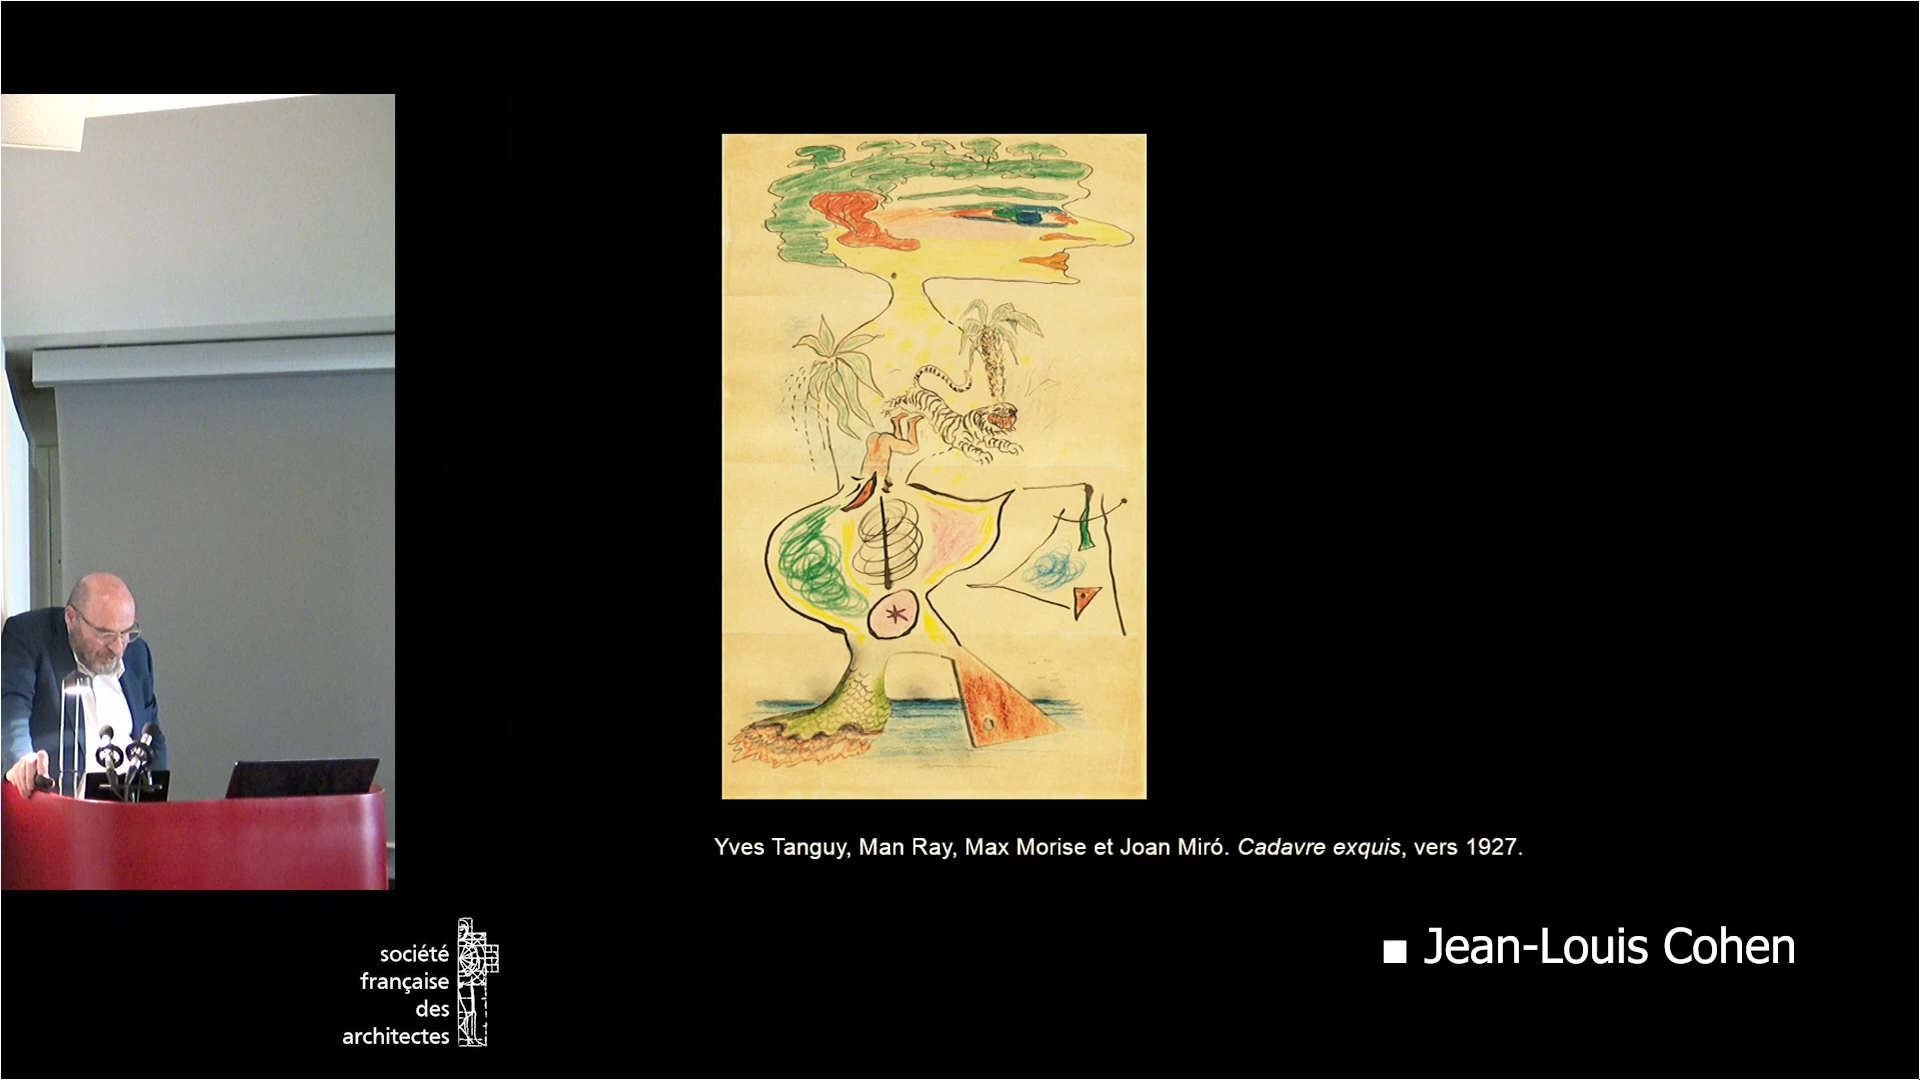 Yves Tanguy, Man Ray, Max Morise et Joan Miró. Cadavre exquis, vers 1927.
■ Jean-Louis Cohen
société
française
des
architectes